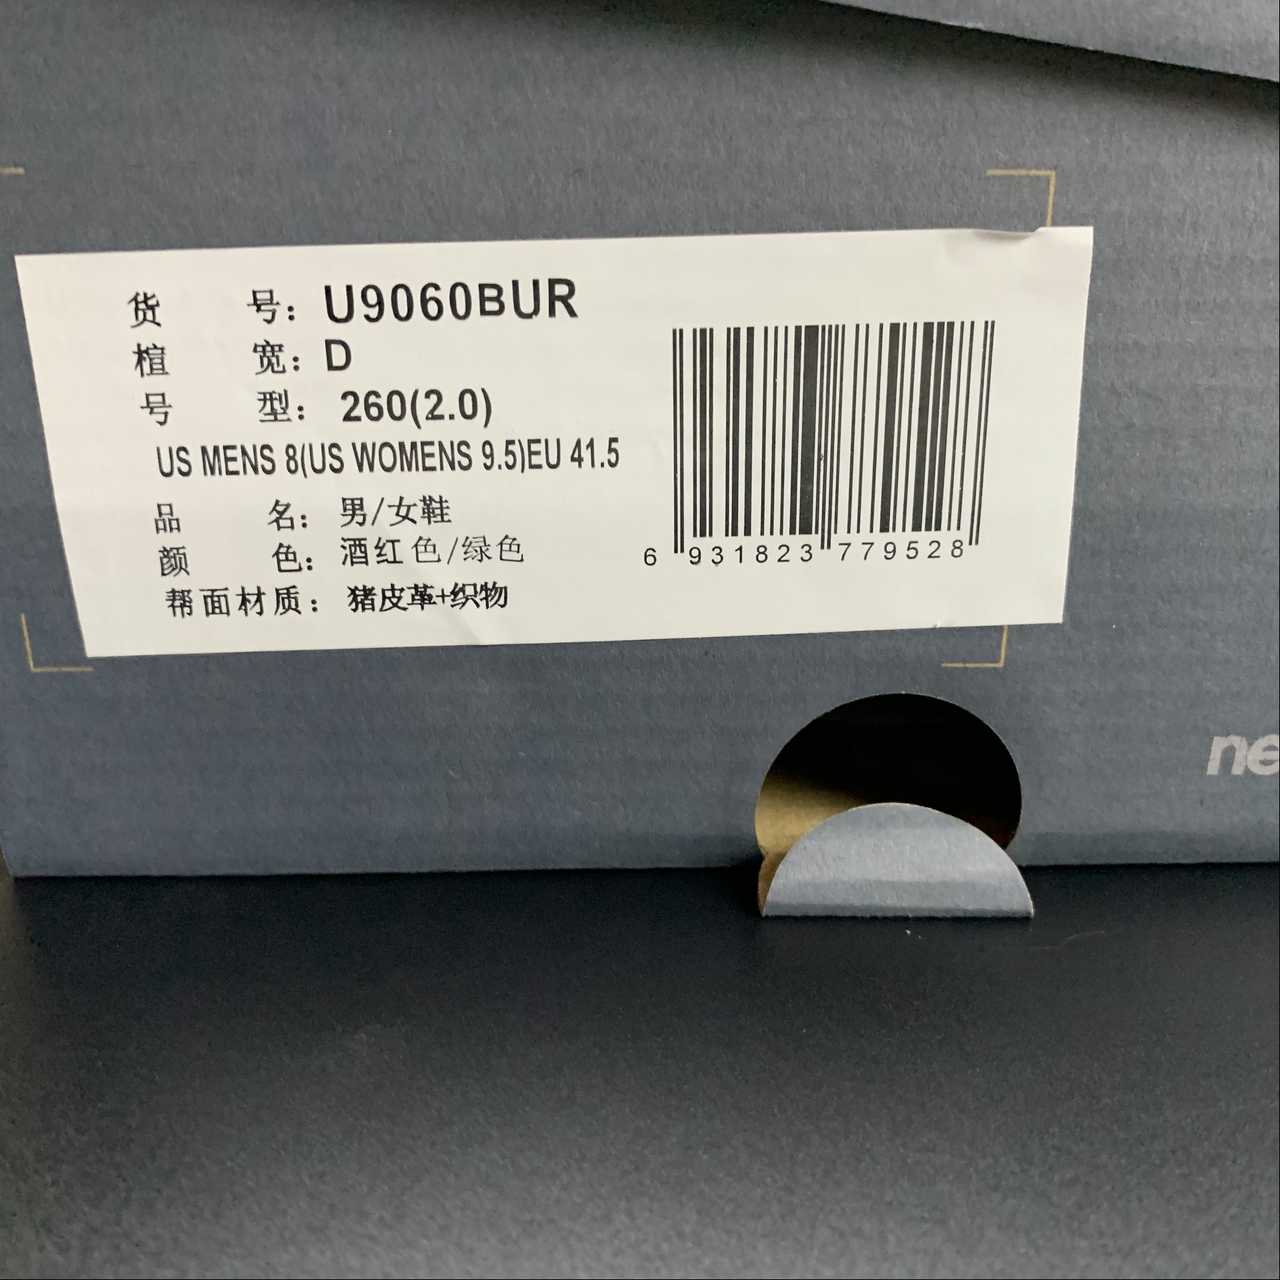 货 号: U9060BUR
楦 宽: D
号 型: 260(2.0)
US MENS 8(US WOMENS 9.5)EU 41.5
品 名: 男/女鞋
颜 色: 酒红色/绿色
帮面材质: 猪皮革+织物
6 931823 779528
ne